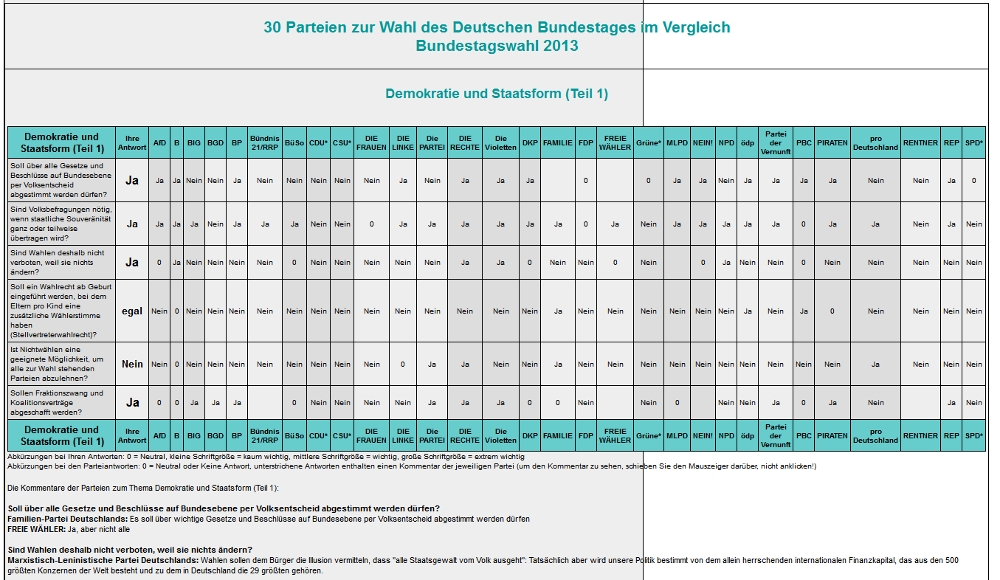 30 Parteien zur Wahl des Deutschen Bundestages im Vergleich
Bundestagswahl 2013
Demokratie und Staatsform (Teil 1)
Demokratie und
Staatsform (Teil 1)
Ihre
Antwort
AfD B BIG BGD BP
Bündnis
21/RRP
BüSo CDU* CSU*
DIE
FRAUEN
DIE
LINKE
Die
PARTEI
DIE
RECHTE
Die
Violetten
DKP FAMILIE FDP
FREIE
WÄHLER
Grüne* MLPD NEIN! NPD ödp
Partei
der
Vernunft
PBC PIRATEN
pro
Deutschland
RENTNER REP SPD*
Soll über alle Gesetze und
Beschlüsse auf Bundesebene
per Volksentscheid
abgestimmt werden dürfen?
Ja Ja Ja Nein Nein Ja Nein Nein Nein Nein Nein Ja Nein Ja Ja Ja 0 0 Ja Ja Nein Ja Ja Ja Ja Nein Nein Ja 0
Sind Volksbefragungen nötig,
wenn staatliche Souveränität
ganz oder teilweise
übertragen wird?
Ja Ja Ja Ja Nein Ja Ja Ja Nein Nein 0 Ja Ja Ja Ja Ja Ja 0 Ja Nein Ja Ja Ja Ja Ja 0 Ja Ja Nein Ja Nein
Sind Wahlen deshalb nicht
verboten, weil sie nichts
ändern?
Ja 0 Ja Nein Nein Nein Nein 0 Nein Nein Nein Nein Nein Ja Ja 0 Nein Nein 0 Nein 0 Ja Nein Nein 0 Nein Nein Nein Nein Nein
Soll ein Wahlrecht ab Geburt
eingeführt werden, bei dem
Eltern pro Kind eine
zusätzliche Wählerstimme
haben
(Stellvertreterwahlrecht)?
egal Nein 0 Nein Nein Nein Nein Nein Nein Nein Nein Nein Nein Nein Nein Nein Ja Nein Nein Nein Nein Nein Nein Ja Nein Ja 0 Nein Nein Nein Nein
Ist Nichtwählen eine
geeignete Möglichkeit, um
alle zur Wahl stehenden
Parteien abzulehnen?
Nein Nein 0 Nein Nein Nein Nein Nein Nein Nein Nein 0 Ja Ja Nein Nein Ja Nein Nein Nein Nein Nein Nein Nein Nein Nein Nein Ja Nein Nein Nein
Sollen Fraktionszwang und
Koalitionsverträge
abgeschafft werden?
Ja 0 0 Ja Ja Ja 0 Nein Nein Nein Nein Ja Ja Ja 0 0 Nein Nein 0 Nein Nein Ja 0 Ja Nein Ja Nein
Demokratie und
Staatsform (Teil 1)
Ihre
Antwort
AfD B BIG BGD BP
Bündnis
21/RRP
BüSo CDU* CSU*
DIE
FRAUEN
DIE
LINKE
Die
PARTEI
DIE
RECHTE
Die
Violetten
DKP FAMILIE FDP
FREIE
WÄHLER
Grüne* MLPD NEIN! NPD ödp
Partei
der
Vernunft
PBC PIRATEN
pro
Deutschland
RENTNER REP SPD*
Abkürzungen bei Ihren Antworten: 0 = Neutral, kleine Schriftgröße = kaum wichtig, mittlere Schriftgröße = wichtig, große Schriftgröße = extrem wichtig
Abkürzungen bei den Parteiantworten: 0 = Neutral oder Keine Antwort, unterstrichene Antworten enthalten einen Kommentar der jeweiligen Partei (um den Kommentar zu sehen, schieben Sie den Mauszeiger darüber, nicht anklicken!)
Die Kommentare der Parteien zum Thema Demokratie und Staatsform (Teil 1):
Soll über alle Gesetze und Beschlüsse auf Bundesebene per Volksentscheid abgestimmt werden dürfen?
Familien-Partei Deutschlands: Es soll über wichtige Gesetze und Beschlüsse auf Bundesebene per Volksentscheid abgestimmt werden dürfen
FREIE WÄHLER: Ja, aber nicht alle
Sind Wahlen deshalb nicht verboten, weil sie nichts ändern?
Marxistisch-Leninistische Partei Deutschlands: Wahlen sollen dem Bürger die Illusion vermitteln, dass "alle Staatsgewalt vom Volk ausgeht": Tatsächlich aber wird unsere Politik bestimmt von dem allein herrschenden internationalen Finanzkapital, das aus den 500
größten Konzernen der Welt besteht und zu dem in Deutschland die 29 größten gehören.